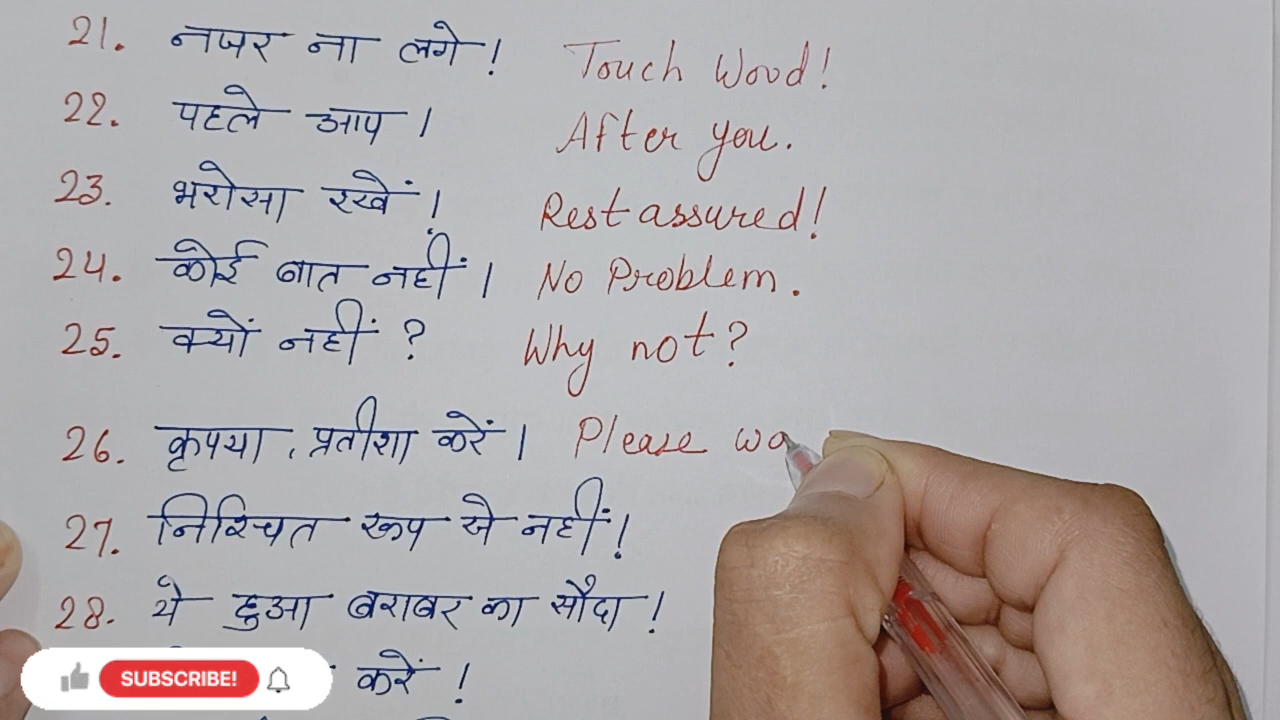 21. नजर ना लगे! Touch Wood!
22. पहले आप। After you.
23. भरोसा रखें! Rest assured!
24. कोई बात नहीं। No Problem.
25. क्यों नहीं? Why not?
26. कृपया, प्रतीक्षा करें। Please wa
27. निश्चित रूप से नहीं!
28. ये हुआ बराबर का सौदा!
करें!
SUBSCRIBE!